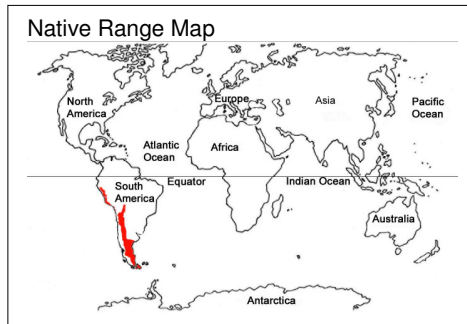 Native Range Map
North
America
Europe
Asia
Pacific
Ocean
Atlantic
Ocean
Africa
South
America
Equator
Indian Ocean
Australia
Antarctica